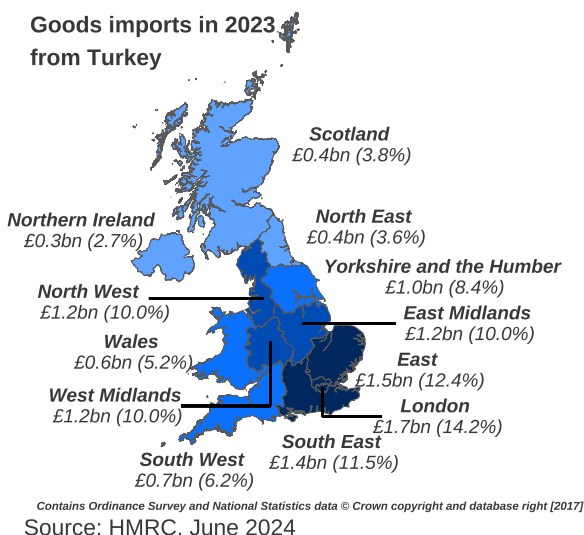 Goods imports in 2023
from Turkey
Scotland
£0.4bn (3.8%)
Northern Ireland
£0.3bn (2.7%)
North East
£0.4bn (3.6%)
Yorkshire and the Humber
£1.0bn (8.4%)
North West
£1.2bn (10.0%)
East Midlands
£1.2bn (10.0%)
Wales
£0.6bn (5.2%)
East
£1.5bn (12.4%)
West Midlands
£1.2bn (10.0%)
London
£1.7bn (14.2%)
South East
£1.4bn (11.5%)
South West
£0.7bn (6.2%)
Contains Ordinance Survey and National Statistics data © Crown copyright and database right [2017]
Source: HMRC, June 2024